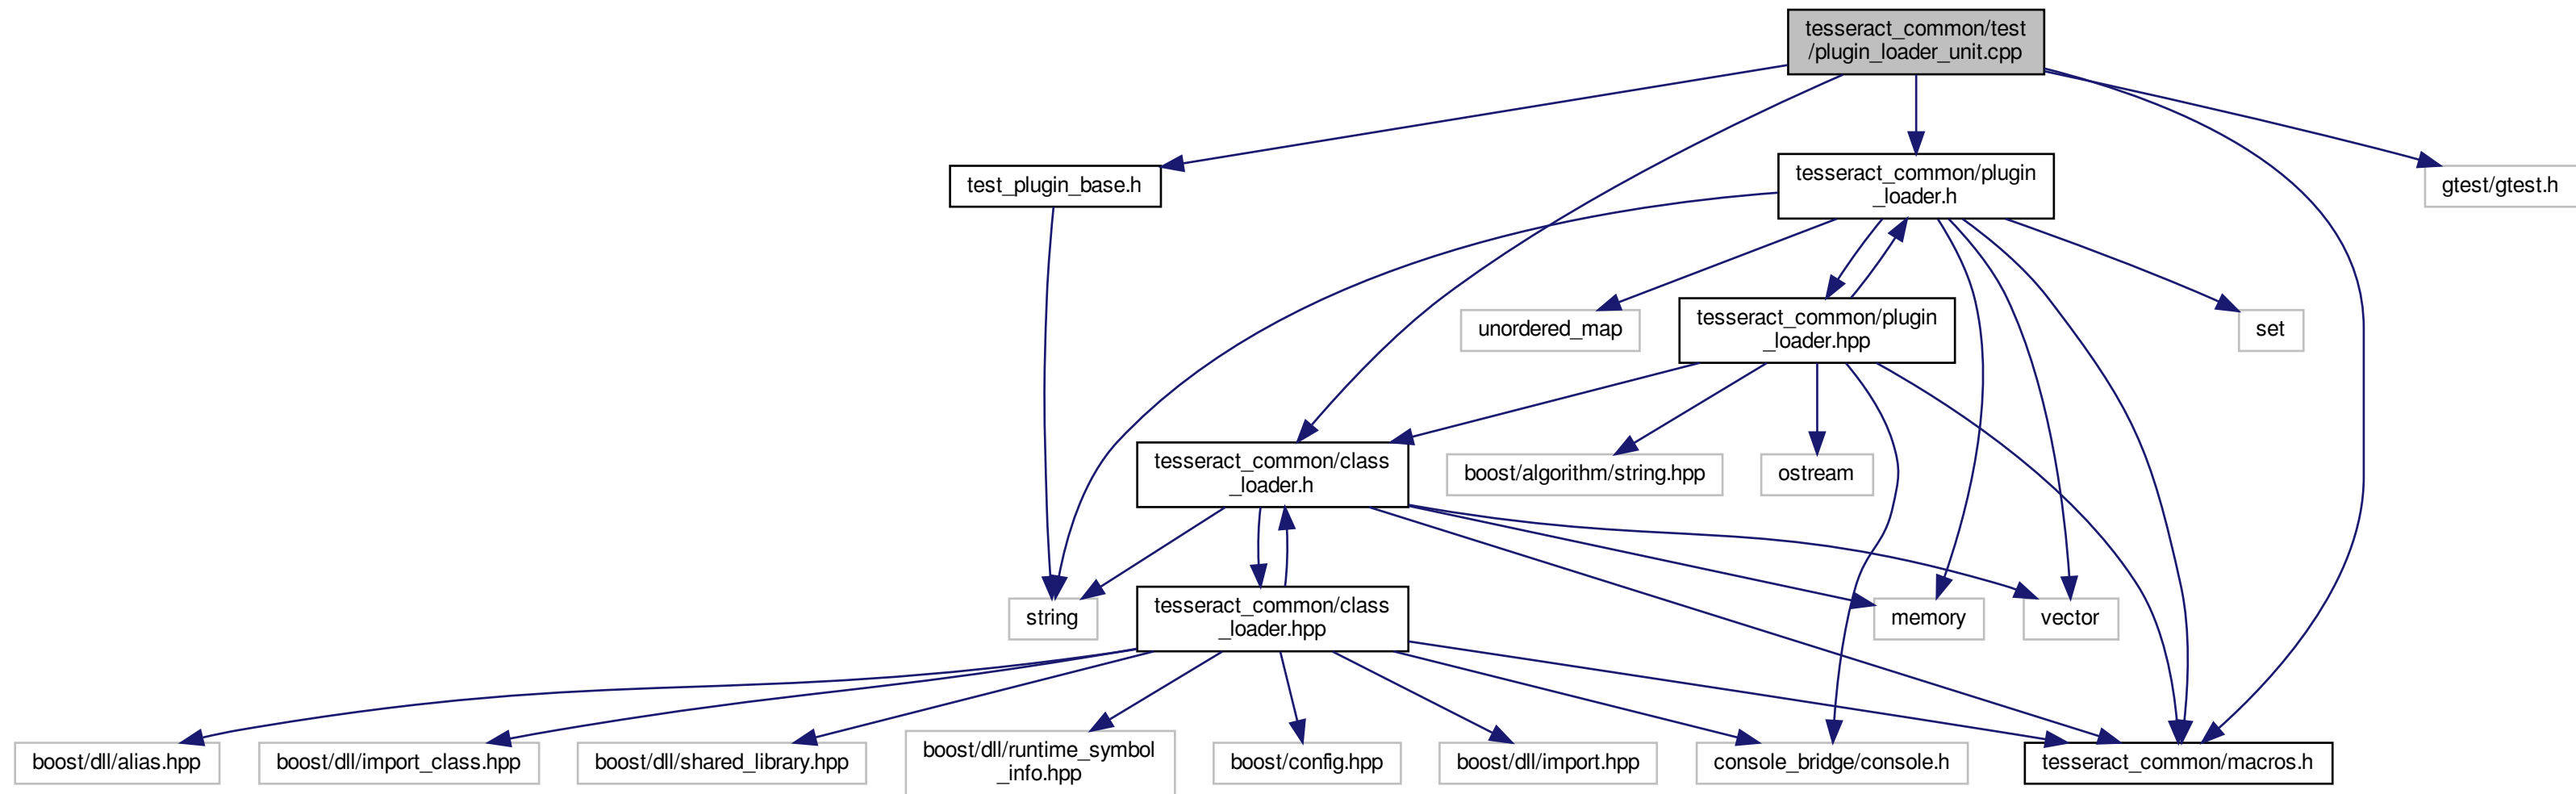 tesseract_common/test
/plugin_loader_unit.cpp
test_plugin_base.h
tesseract_common/plugin
_loader.h
gtest/gtest.h
unordered_map
tesseract_common/plugin
_loader.hpp
set
tesseract_common/class
_loader.h
boost/algorithm/string.hpp
ostream
string
tesseract_common/class
_loader.hpp
memory
vector
boost/dll/alias.hpp
boost/dll/import_class.hpp
boost/dll/shared_library.hpp
boost/dll/runtime_symbol
_info.hpp
boost/config.hpp
boost/dll/import.hpp
console_bridge/console.h
tesseract_common/macros.h